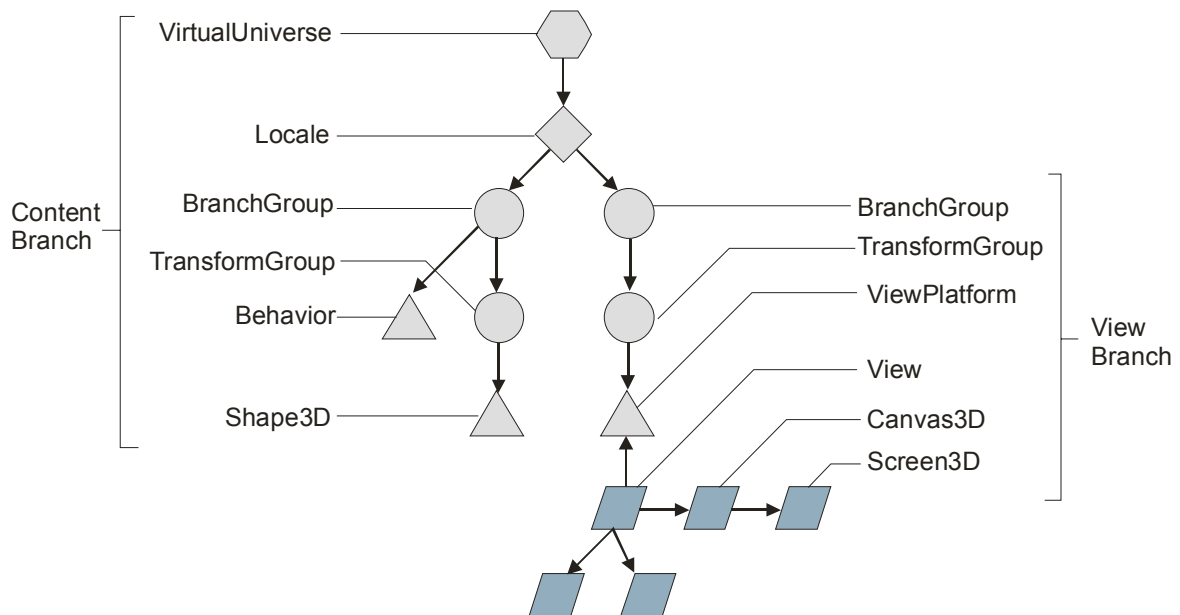 VirtualUniverse
Locale
BranchGroup
TransformGroup
Behavior
Shape3D
Content
Branch
BranchGroup
TransformGroup
ViewPlatform
View
Canvas3D
Screen3D
View
Branch